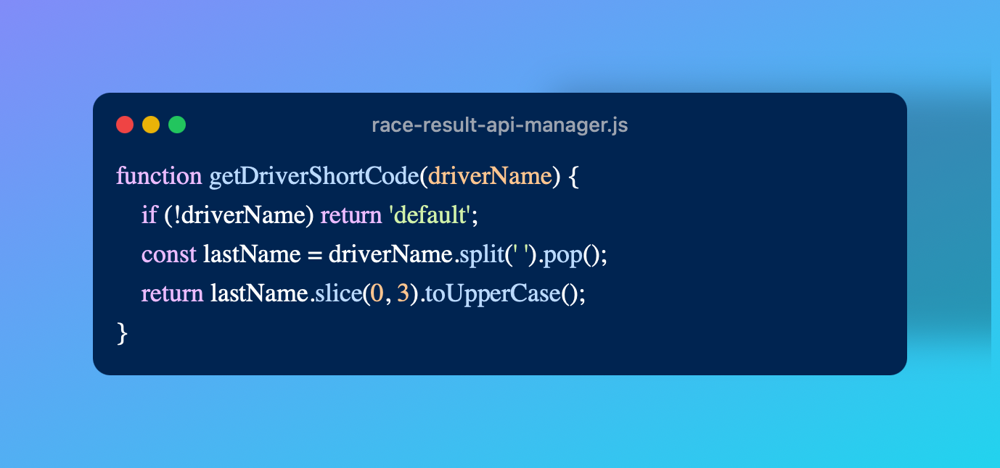 race-result-api-manager.js
function getDriverShortCode(driverName) {
    if (!driverName) return 'default';
    const lastName = driverName.split(' ').pop();
    return lastName.slice(0, 3).toUpperCase();
}